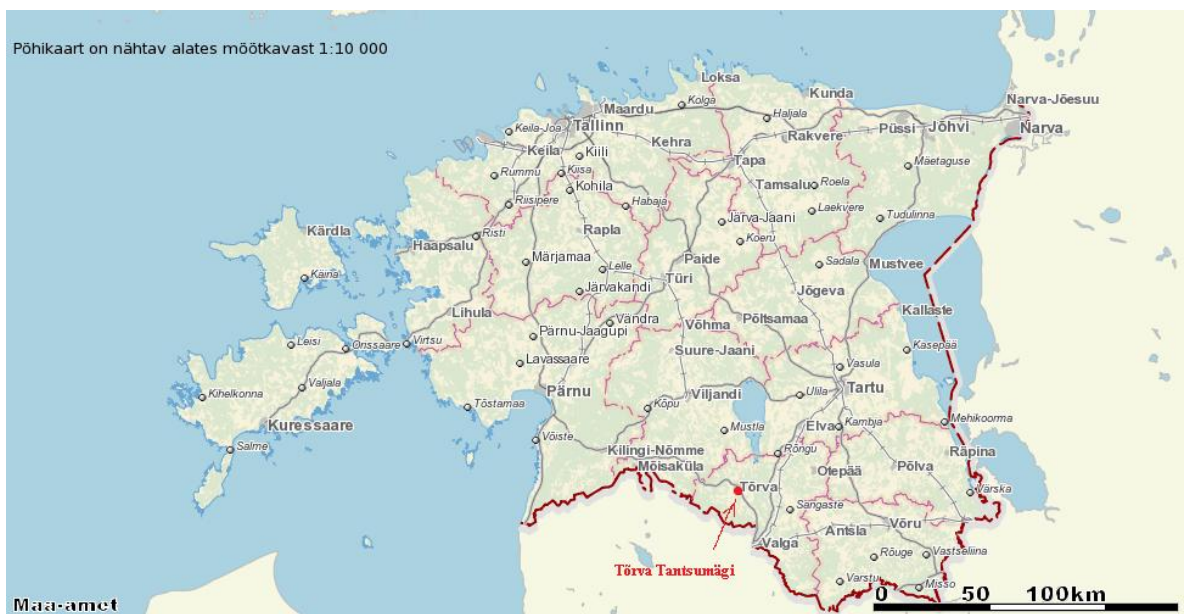 Põhikaart on nähtav alates mõõtkavast 1:10 000
Loksa
Kunda
Narva-Jõesuu
Maardu
Kolga
Haljala
Keila-Joa
Tallinn
Rakvere
Püssi
Jõhvi
Narva
Keila
Kiili
Kehra
Tapa
Maetaguse
Rummu
Kiisa
Kohila
Tamsalu
Roela
Riisipere
Habaja
Järva-Jaani
Laekvere
Tudulinna
Kärdla
Haapsalu
Risti
Rapla
Koeru
Käina
Märjamaa
Lelle
Paide
Sadala
Mustvee
Türi
Järvakandi
Jõgeva
Lihula
Vändra
Põltsamaa
Kallaste
Pärnu-Jaagupi
Võhma
Leisi
Orissaare
Virtsu
Suure-Jaani
Kasepää
Lavassaare
Vasula
Kihelkonna
Valjala
Pärnu
Viljandi
Ulila
Tartu
Tõstamaa
Kõpu
Kuressaare
Mustla
Elva
Kambja
Mehikoorma
Salme
Võiste
Kilingi-Nõmme
Rõngu
Räpina
Mõisaküla
Otepää
Põlva
Tõrva
Värska
Sangaste
Antsla
Võru
Valga
Rõuge
Vastseliina
Tõrva Tantsumägi
Varstu
Misso
0 50 100km
Maa-amet